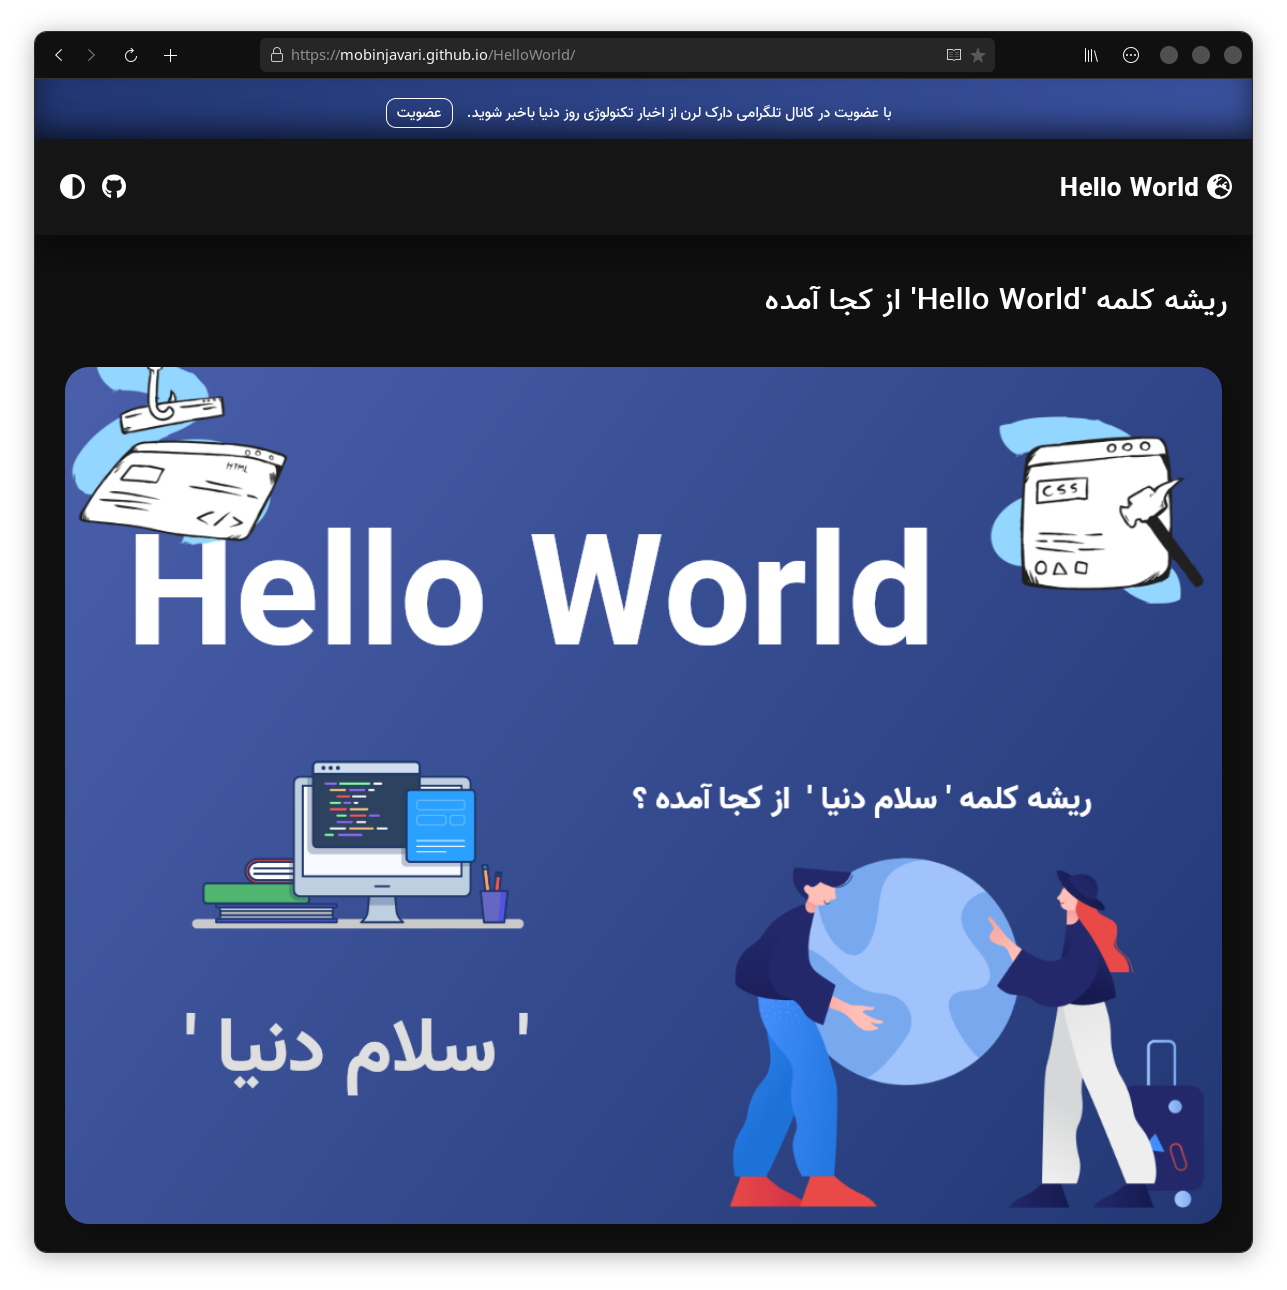 https://mobinjavari.github.io/HelloWorld/
با عضویت در کانال تلگرامی دارک لرن از اخبار تکنولوژی روز دنیا باخبر شوید.
عضویت
Hello World
ریشه کلمه 'Hello World' از کجا آمده
HTML
</>
CSS
Hello World
ریشه کلمه ' سلام دنیا ' از کجا آمده ؟
' سلام دنیا '